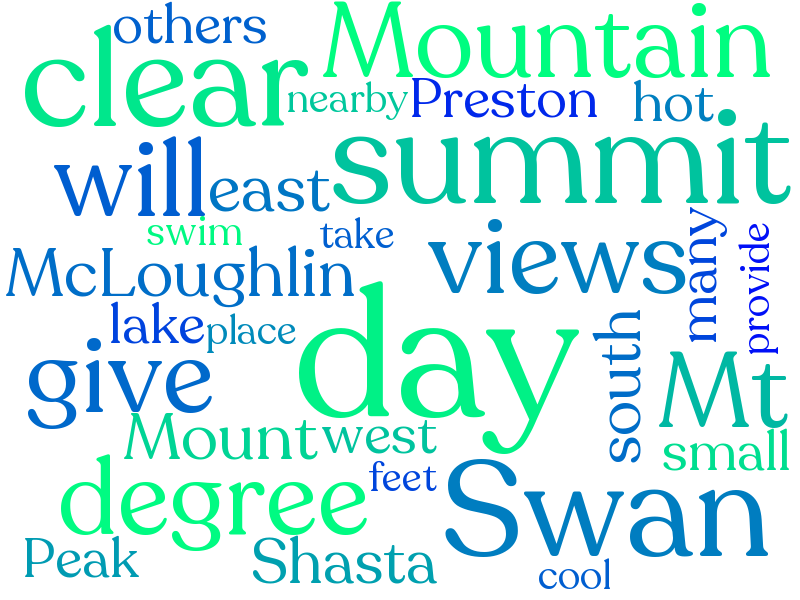 others
Mountain
clear
nearby
Preston
hot
summit
will
east
swim
take
views
many
provide
McLoughlin
lake
place
day
south
give
Mt
Mount
west
small
degree
feet
Swan
Peak
Shasta
cool